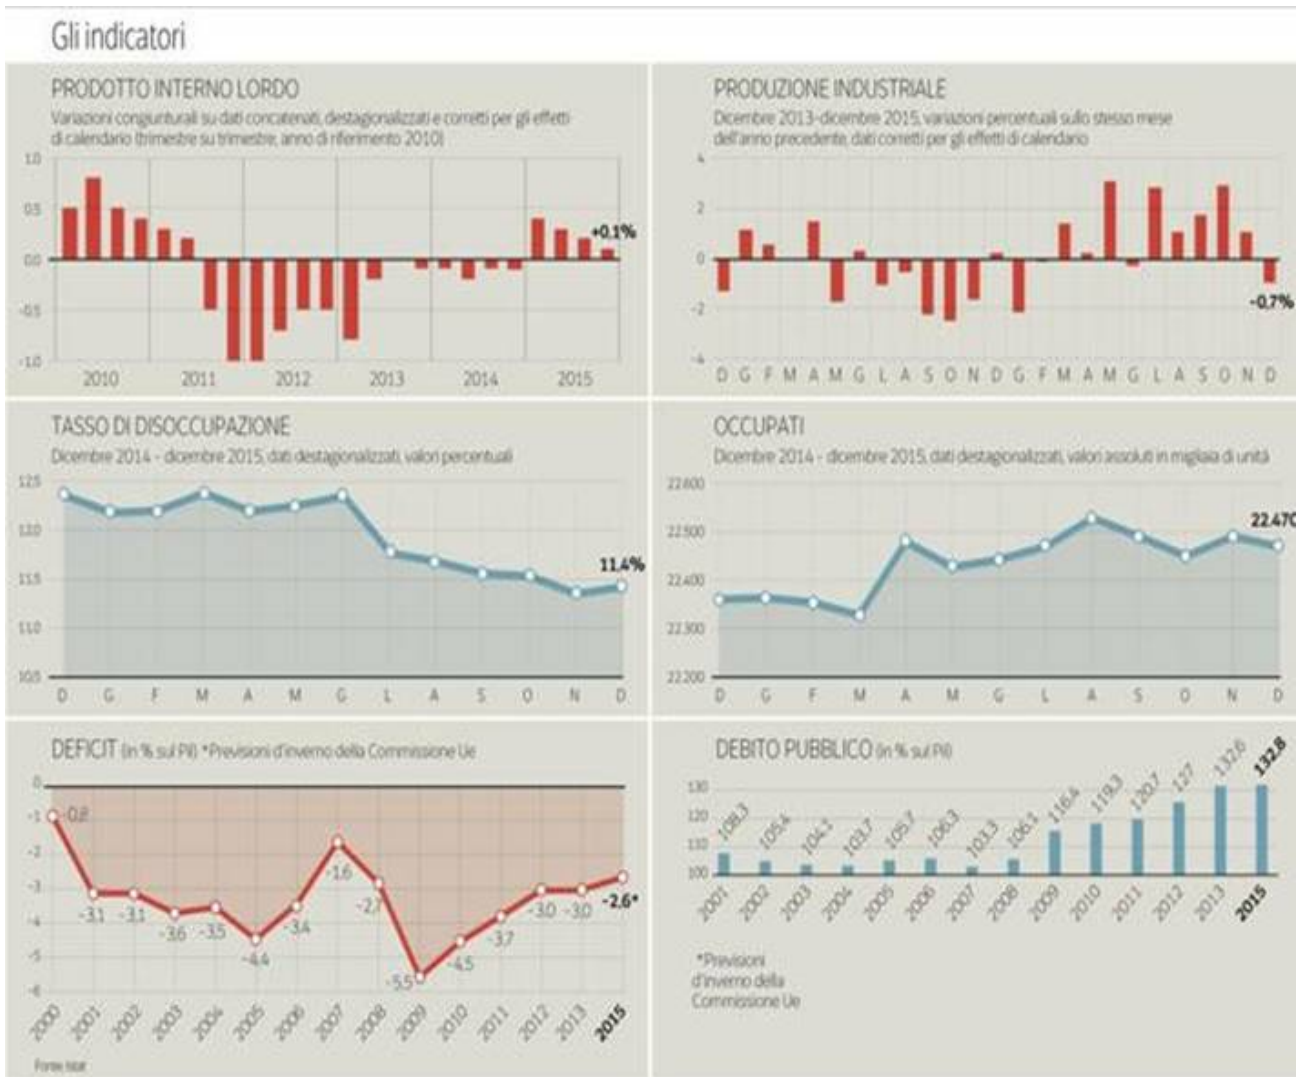 Gli indicatori
PRODOTTO INTERNO LORDO
Variazioni congiunturali su dati concatenati, destagionalizzati e corretti per gli effetti
di calendario (trimestre su trimestre, anno di riferimento 2010)
1.0
0.5
0.0
-0.5
-1.0
+0.1%
2010 2011 2012 2013 2014 2015
PRODUZIONE INDUSTRIALE
Dicembre 2013-dicembre 2015, variazioni percentuali sullo stesso mese
dell'anno precedente, dati corretti per gli effetti di calendario
4
2
0
-2
-4
-0,7%
D G F M A M G L A S O N D G F M A M G L A S O N D
TASSO DI DISOCCUPAZIONE
Dicembre 2014 - dicembre 2015, dati destagionalizzati, valori percentuali
12.5
12.0
11.5
11.0
10.5
11.4%
D G F M A M G L A S O N D
OCCUPATI
Dicembre 2014 - dicembre 2015, dati destagionalizzati, valori assoluti in migliaia di unità
22.600
22.500
22.400
22.300
22.200
22.470
D G F M A M G L A S O N D
DEFICIT (in % sul Pil) *Previsioni d'inverno della Commissione Ue
0
-1
-2
-3
-4
-5
-6
-0.8 -3.1 -3.1 -3.6 -3.5 -4.4 -3.4 -1.6 -2.7 -5.5 -4.5 -3.7 -3.0 -3.0 -2.6*
2000 2001 2002 2003 2004 2005 2006 2007 2008 2009 2010 2011 2012 2013 2015
Fonte: Istat
DEBITO PUBBLICO (in % sul Pil)
130
120
110
100
108,3 105,4 104,1 103,7 105,7 106,3 103,3 106,1 116,4 119,3 120,7 127 132,6 132,8
2001 2002 2003 2004 2005 2006 2007 2008 2009 2010 2011 2012 2013 2015
*Previsioni
d'inverno della
Commissione Ue